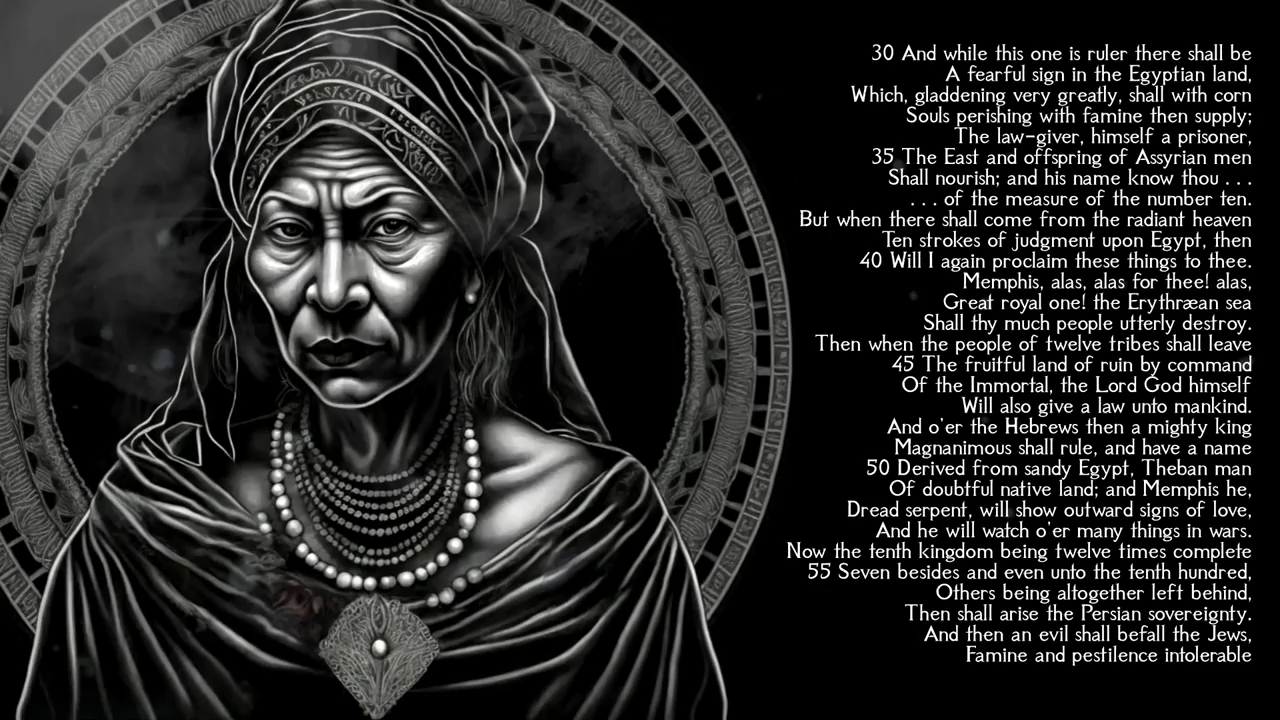 30 And while this one is ruler there shall be
A fearful sign in the Egyptian land,
Which, gladdening very greatly, shall with corn
Souls perishing with famine then supply;
The law-giver, himself a prisoner,
35 The East and offspring of Assyrian men
Shall nourish; and his name know thou . . .
. . . of the measure of the number ten.
But when there shall come from the radiant heaven
Ten strokes of judgment upon Egypt, then
40 Will I again proclaim these things to thee.
Memphis, alas, alas for thee! alas,
Great royal one! the Erythræan sea
Shall thy much people utterly destroy.
Then when the people of twelve tribes shall leave
45 The fruitful land of ruin by command
Of the Immortal, the Lord God himself
Will also give a law unto mankind.
And o'er the Hebrews then a mighty king
Magnanimous shall rule, and have a name
50 Derived from sandy Egypt, Theban man
Of doubtful native land; and Memphis he,
Dread serpent, will show outward signs of love,
And he will watch o'er many things in wars.
Now the tenth kingdom being twelve times complete
55 Seven besides and even unto the tenth hundred,
Others being altogether left behind,
Then shall arise the Persian sovereignty.
And then an evil shall befall the Jews,
Famine and pestilence intolerable